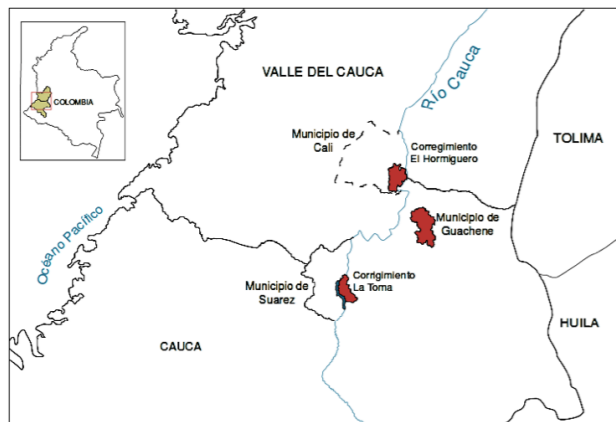 COLOMBIA
VALLE DEL CAUCA
Río Cauca
Municipio de
Cali
Corregimiento
El Hormiguero
TOLIMA
Océano Pacífico
Municipio de
Guachene
Municipio de
Suarez
Corrigimiento
La Toma
HUILA
CAUCA